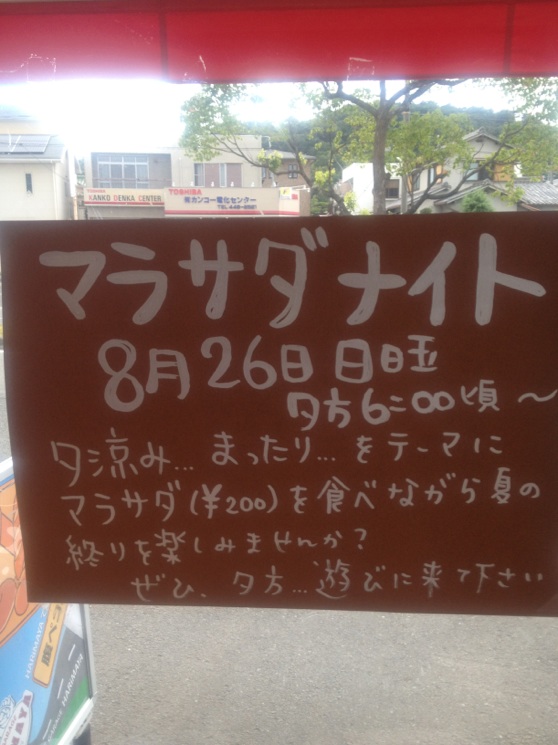 TOSHIBA
KANKO DENKA CENTER
TOSHIBA
㈲カンコー電化センター
マラサダナイト
8月26日日曜
夕方6:00頃〜
夕涼み...まったり...をテーマに
マラサダ(¥200)を食べながら夏の
終りを楽しみませんか?
ぜひ、夕方...遊びに来て下さい
HARIMAYA